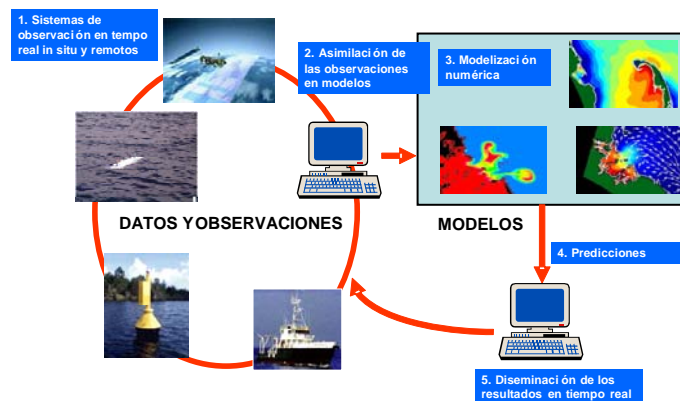 1. Sistemas de
observación en tempo
real in situ y remotos
2. Asimilación de
las observaciones
en modelos
3. Modelización
numérica
DATOS YOBSERVACIONES
MODELOS
4. Predicciones
5. Diseminación de los
resultados en tiempo real